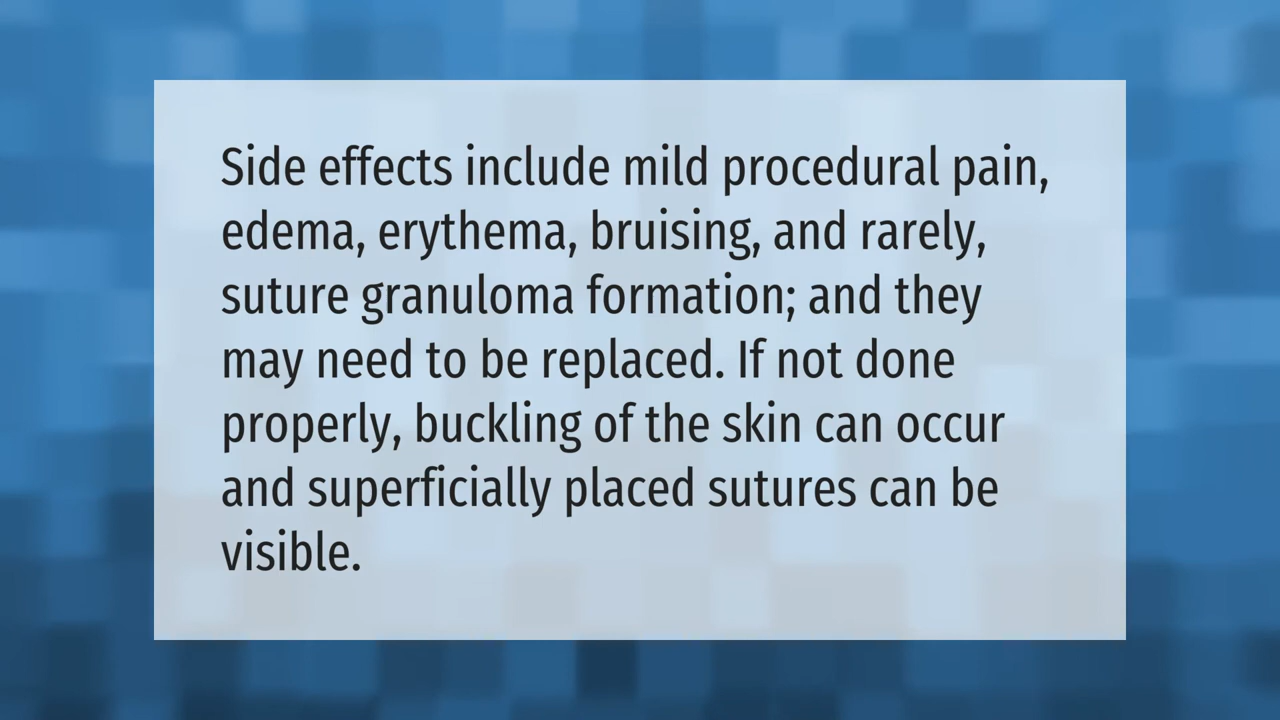 Side effects include mild procedural pain,
edema, erythema, bruising, and rarely,
suture granuloma formation; and they
may need to be replaced. If not done
properly, buckling of the skin can occur
and superficially placed sutures can be
visible.